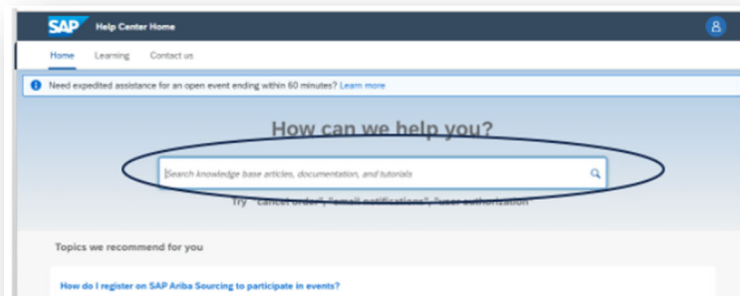 SAP Help Center Home
Home Learning Contact us
Need expedited assistance for an open event ending within 60 minutes? Learn more
How can we help you?
Search knowledge base articles, documentation, and tutorials
Try "cancel order", "email notifications", "user authorization"
Topics we recommend for you
How do I register on SAP Ariba Sourcing to participate in events?